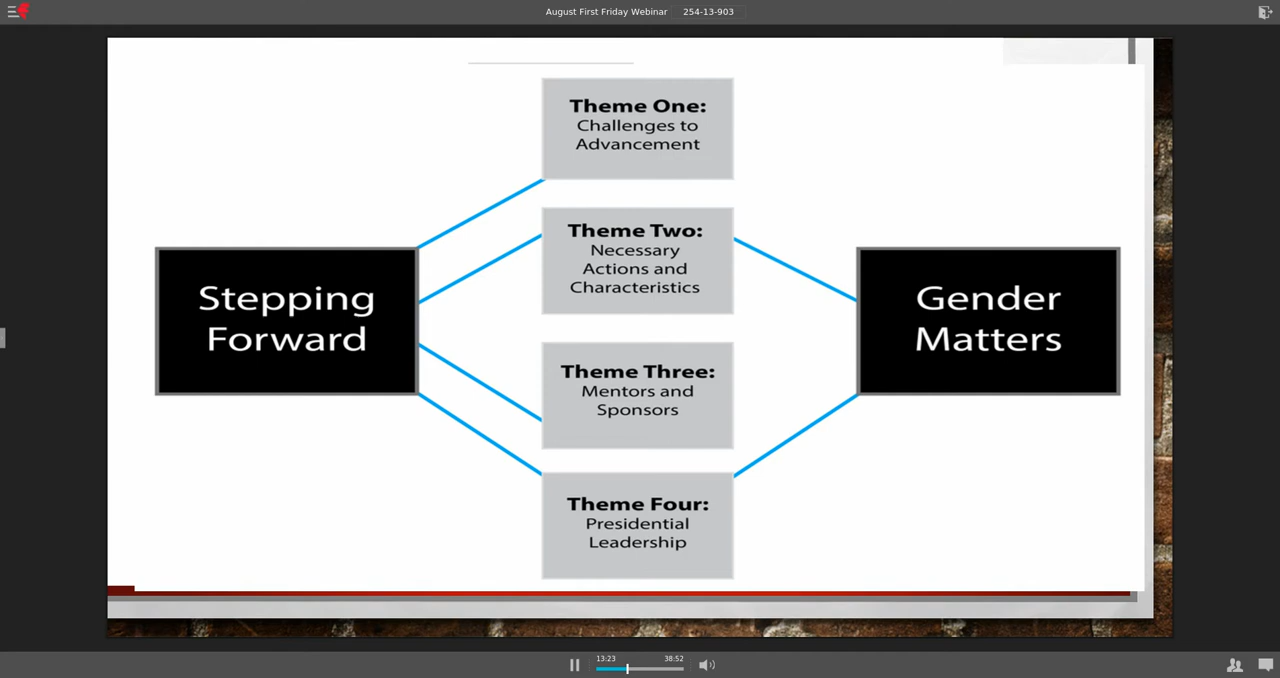 August First Friday Webinar 254-13-903
Theme One:
Challenges to
Advancement
Theme Two:
Necessary
Actions and
Characteristics
Stepping
Forward
Gender
Matters
Theme Three:
Mentors and
Sponsors
Theme Four:
Presidential
Leadership
13:23 38:52